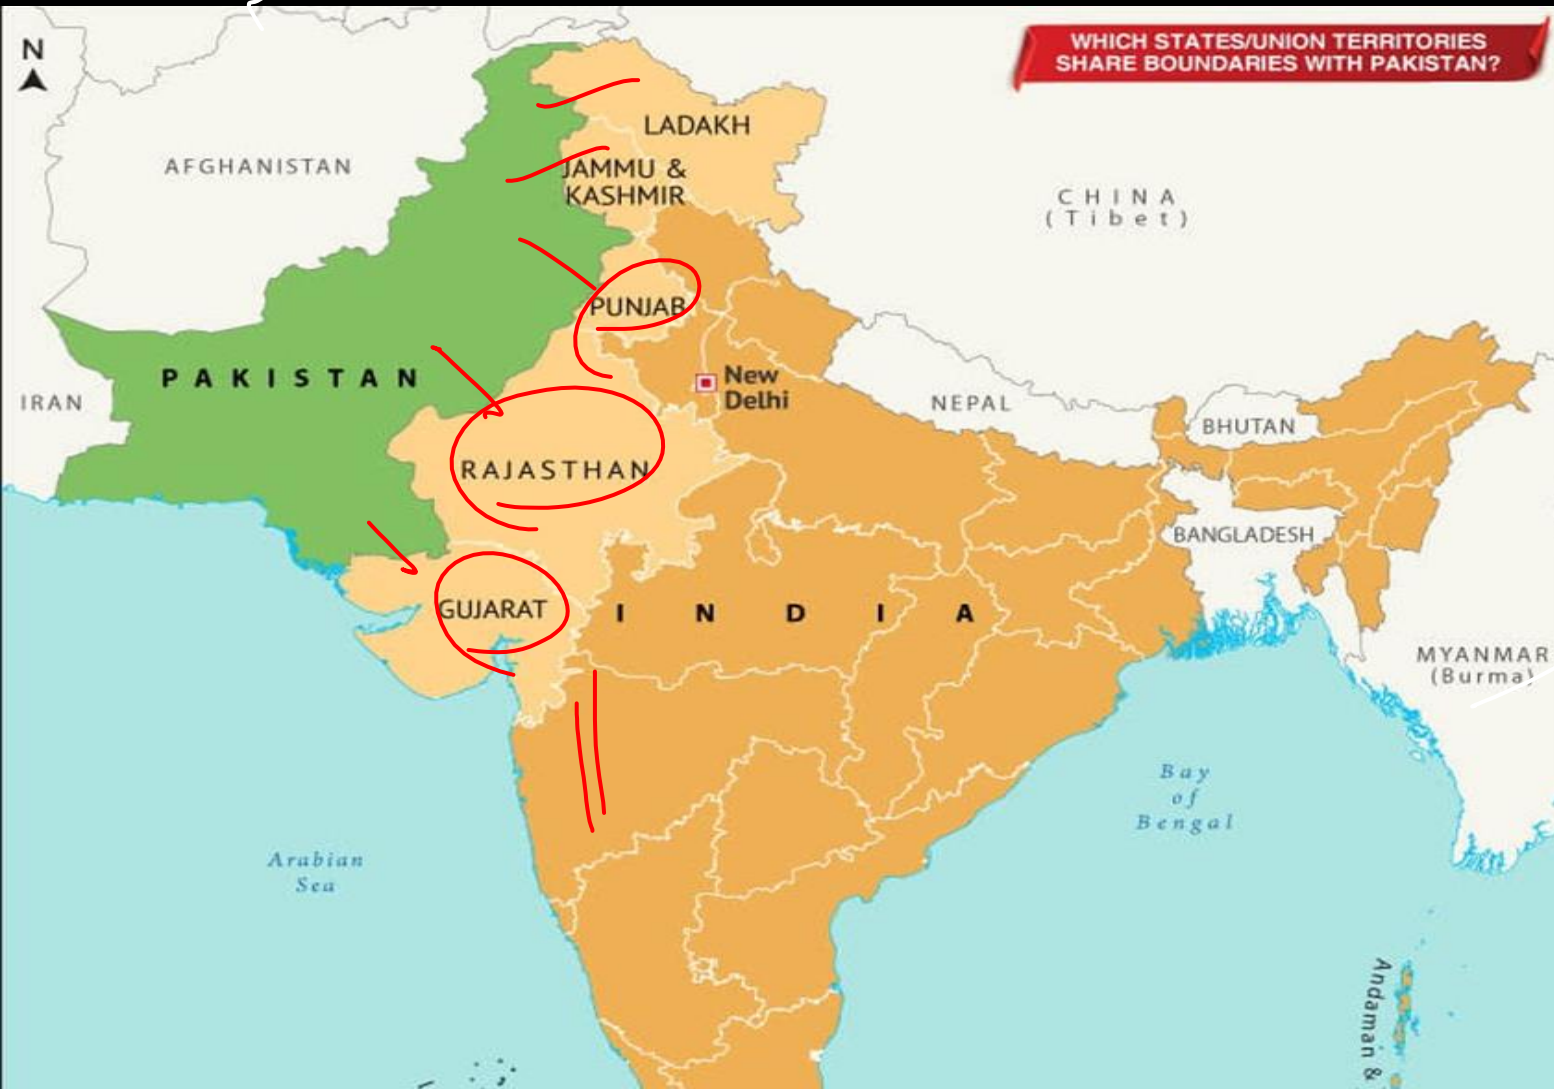 N
WHICH STATES/UNION TERRITORIES
SHARE BOUNDARIES WITH PAKISTAN?
LADAKH
AFGHANISTAN
JAMMU &
KASHMIR
CHINA
(Tibet)
PUNJAB
PAKISTAN
New
Delhi
IRAN
NEPAL
BHUTAN
RAJASTHAN
BANGLADESH
GUJARAT
INDIA
MYANMAR
(Burma)
Bay
of
Bengal
Arabian
Sea
Andaman &